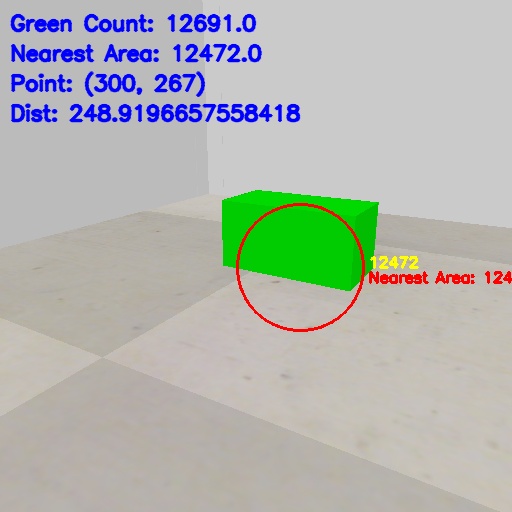 Green Count: 12691.0
Nearest Area: 12472.0
Point: (300, 267)
Dist: 248.9196657558418
12472
Nearest Area: 124